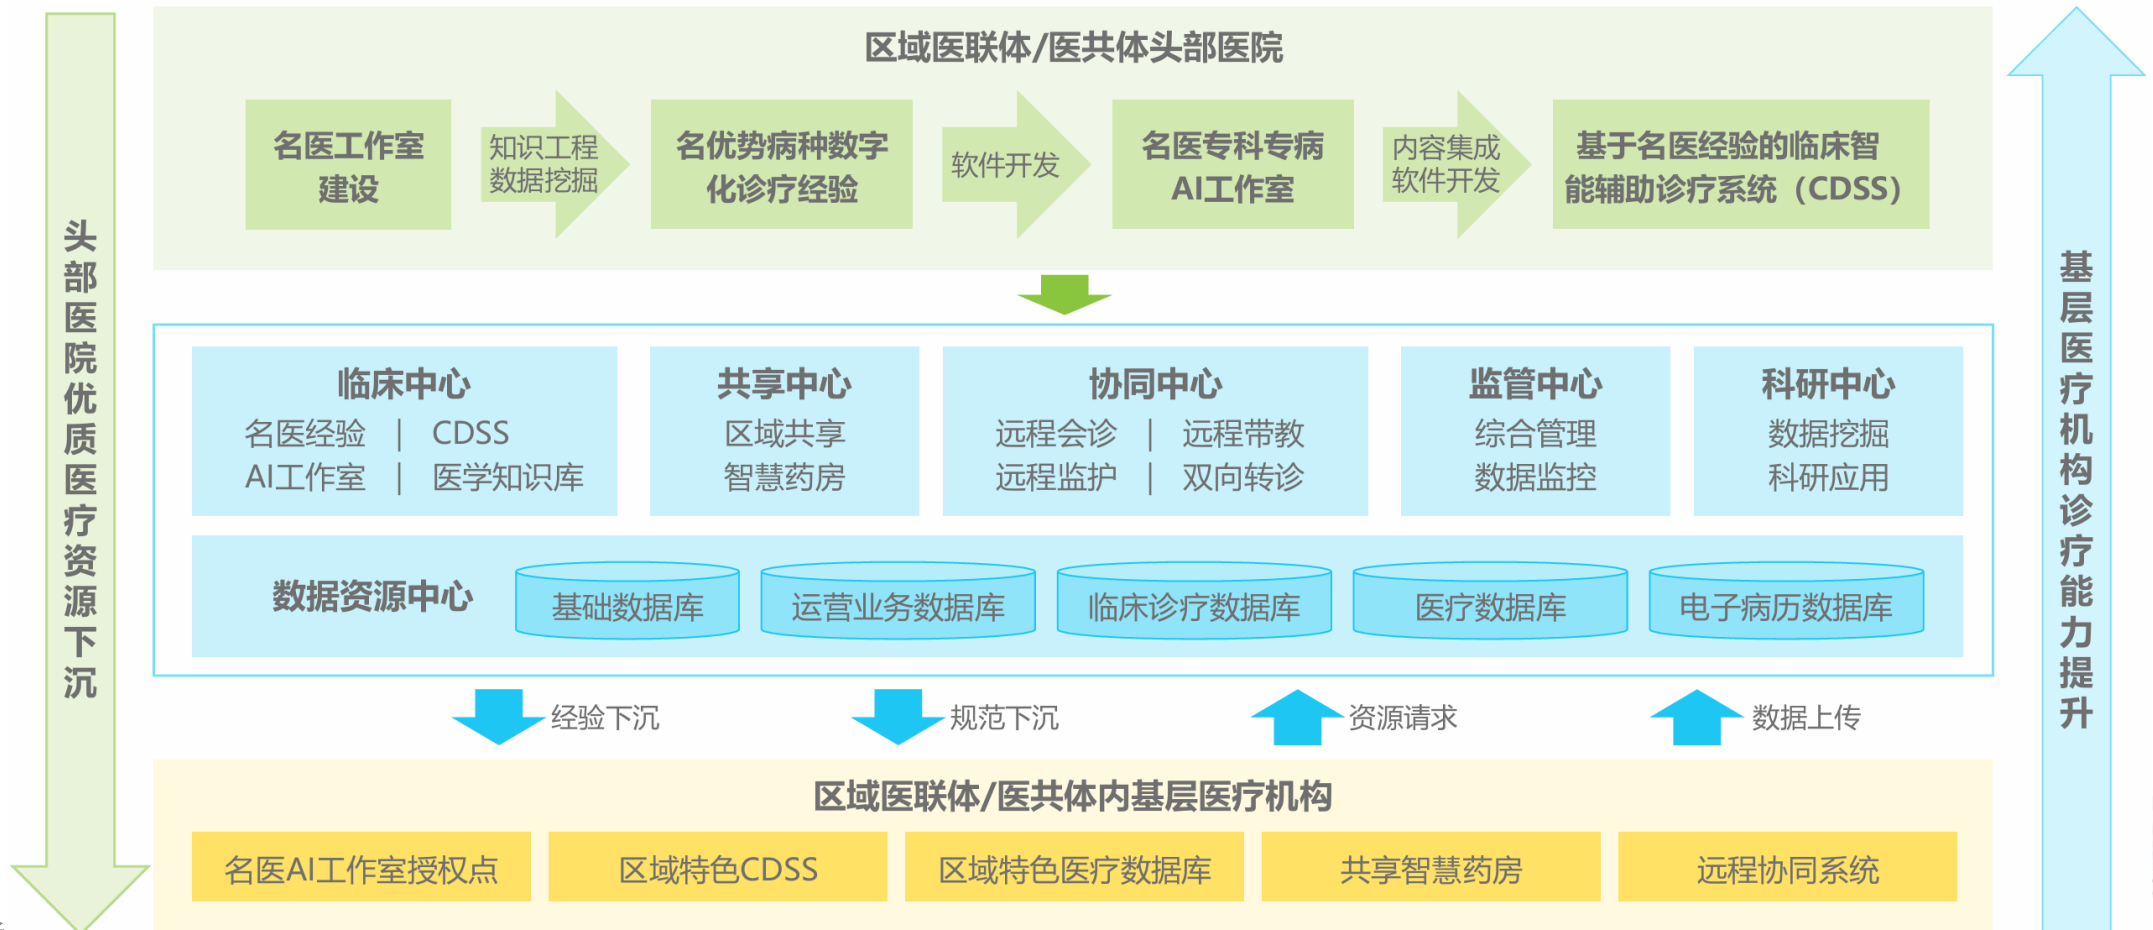 区域医联体/医共体头部医院
名医工作室
建设
知识工程
数据挖掘
名优势病种数字
化诊疗经验
软件开发
名医专科专病
AI工作室
内容集成
软件开发
基于名医经验的临床智
能辅助诊疗系统（CDSS）
头部医院优质医疗资源下沉
临床中心
名医经验 | CDSS
AI工作室 | 医学知识库
共享中心
区域共享
智慧药房
协同中心
远程会诊 | 远程带教
远程监护 | 双向转诊
监管中心
综合管理
数据监控
科研中心
数据挖掘
科研应用
数据资源中心
基础数据库
运营业务数据库
临床诊疗数据库
医疗数据库
电子病历数据库
基层医疗机构诊疗能力提升
经验下沉
规范下沉
资源请求
数据上传
区域医联体/医共体内基层医疗机构
名医AI工作室授权点
区域特色CDSS
区域特色医疗数据库
共享智慧药房
远程协同系统